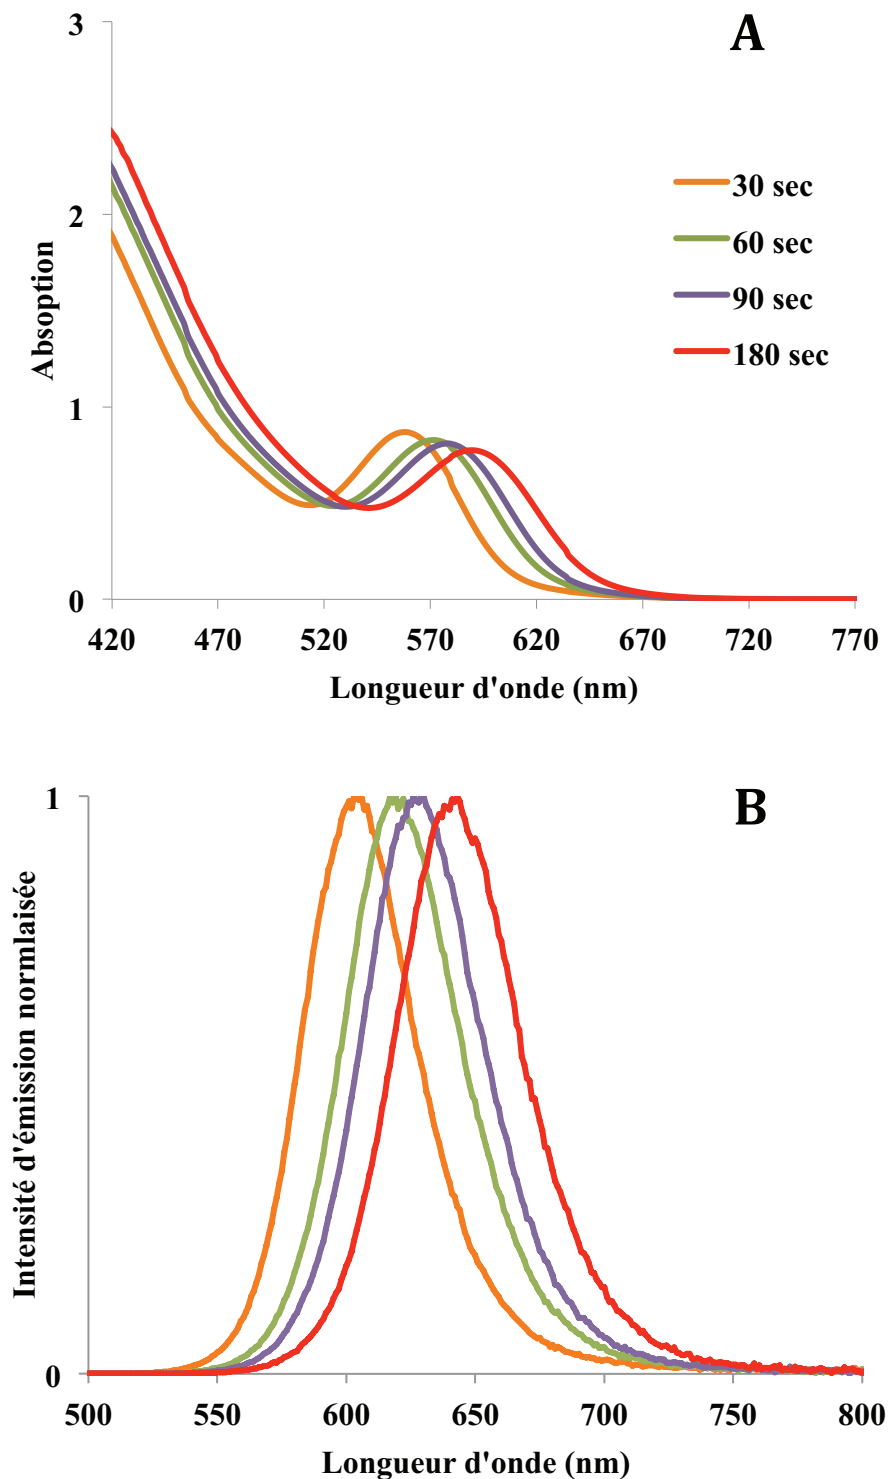 3
A
30 sec
60 sec
90 sec
180 sec
2
Absoption
1
0
420 470 520 570 620 670 720 770
Longueur d'onde (nm)
1
B
Intensité d'émission normlaisée
0
500 550 600 650 700 750 800
Longueur d'onde (nm)